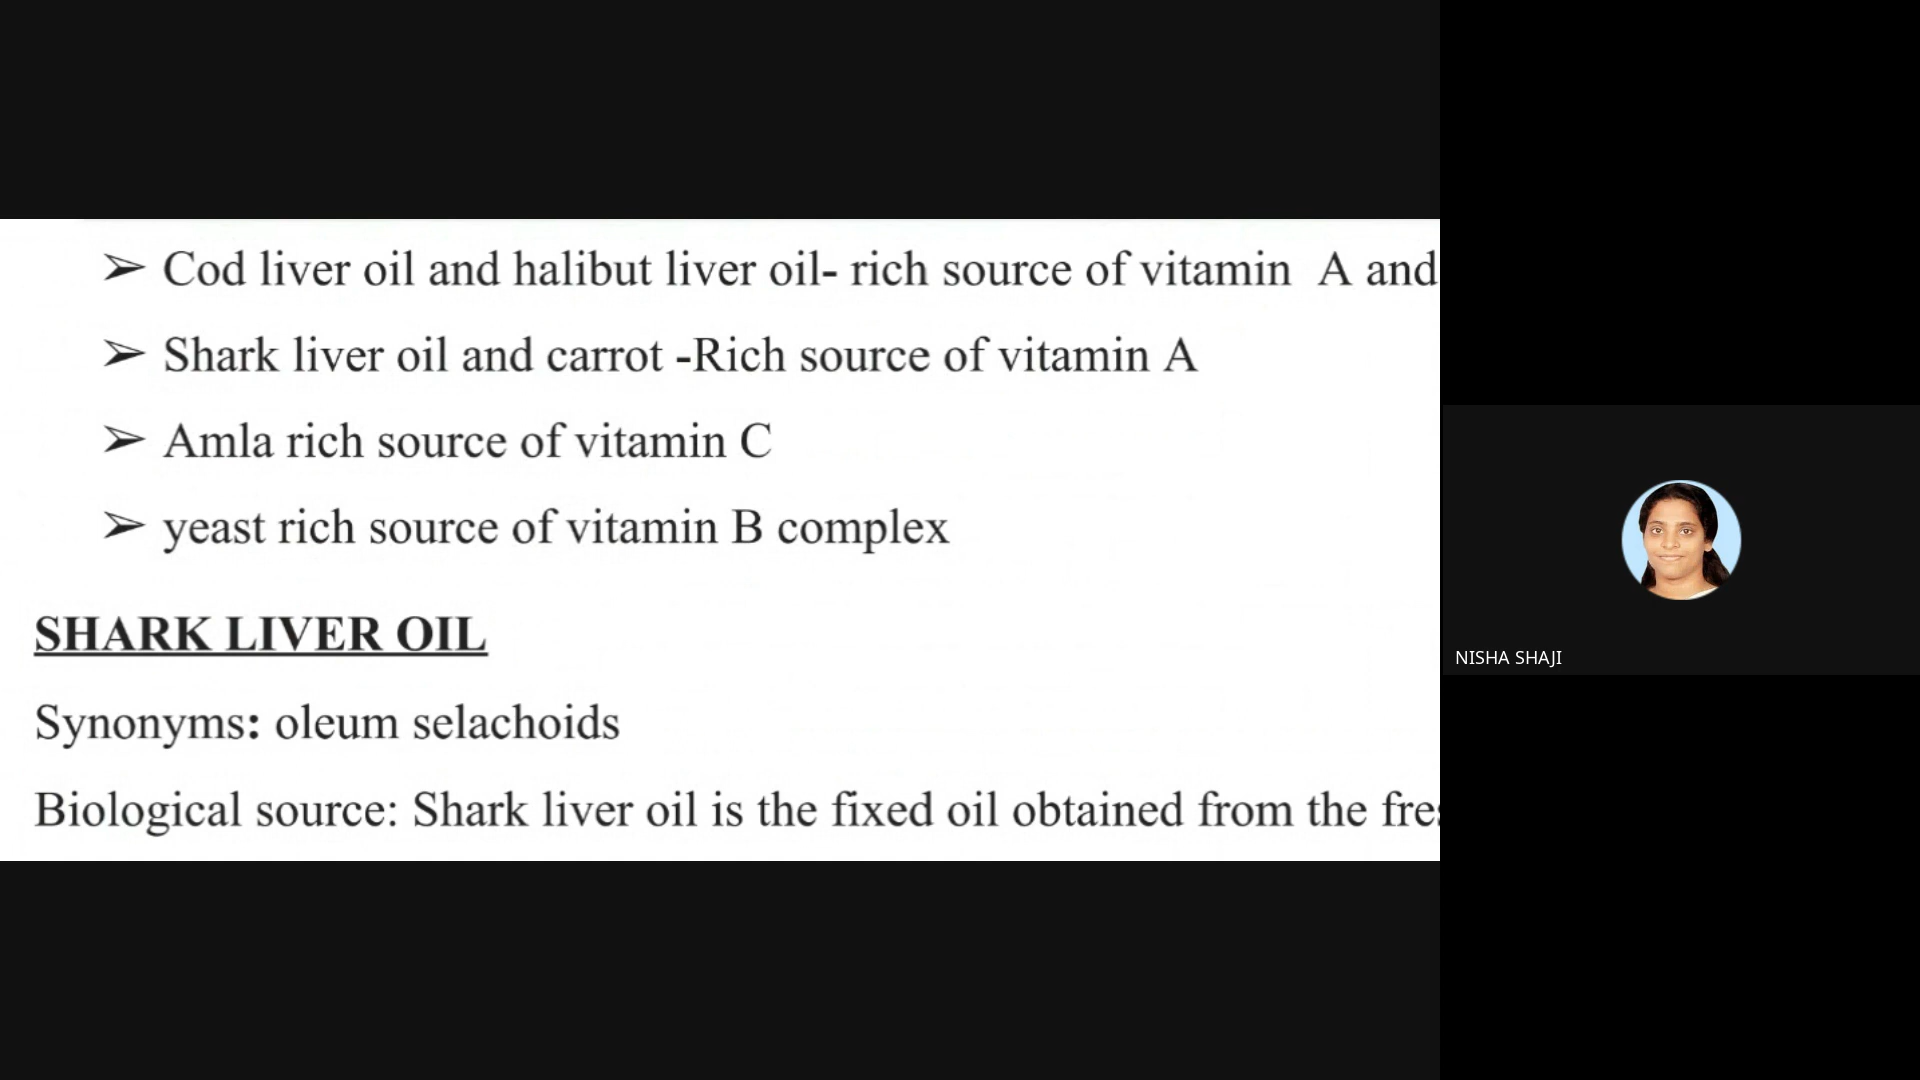 ➢ Cod liver oil and halibut liver oil- rich source of vitamin A and
➢ Shark liver oil and carrot -Rich source of vitamin A
➢ Amla rich source of vitamin C
➢ yeast rich source of vitamin B complex
SHARK LIVER OIL
Synonyms: oleum selachoids
Biological source: Shark liver oil is the fixed oil obtained from the
NISHA SHAJI